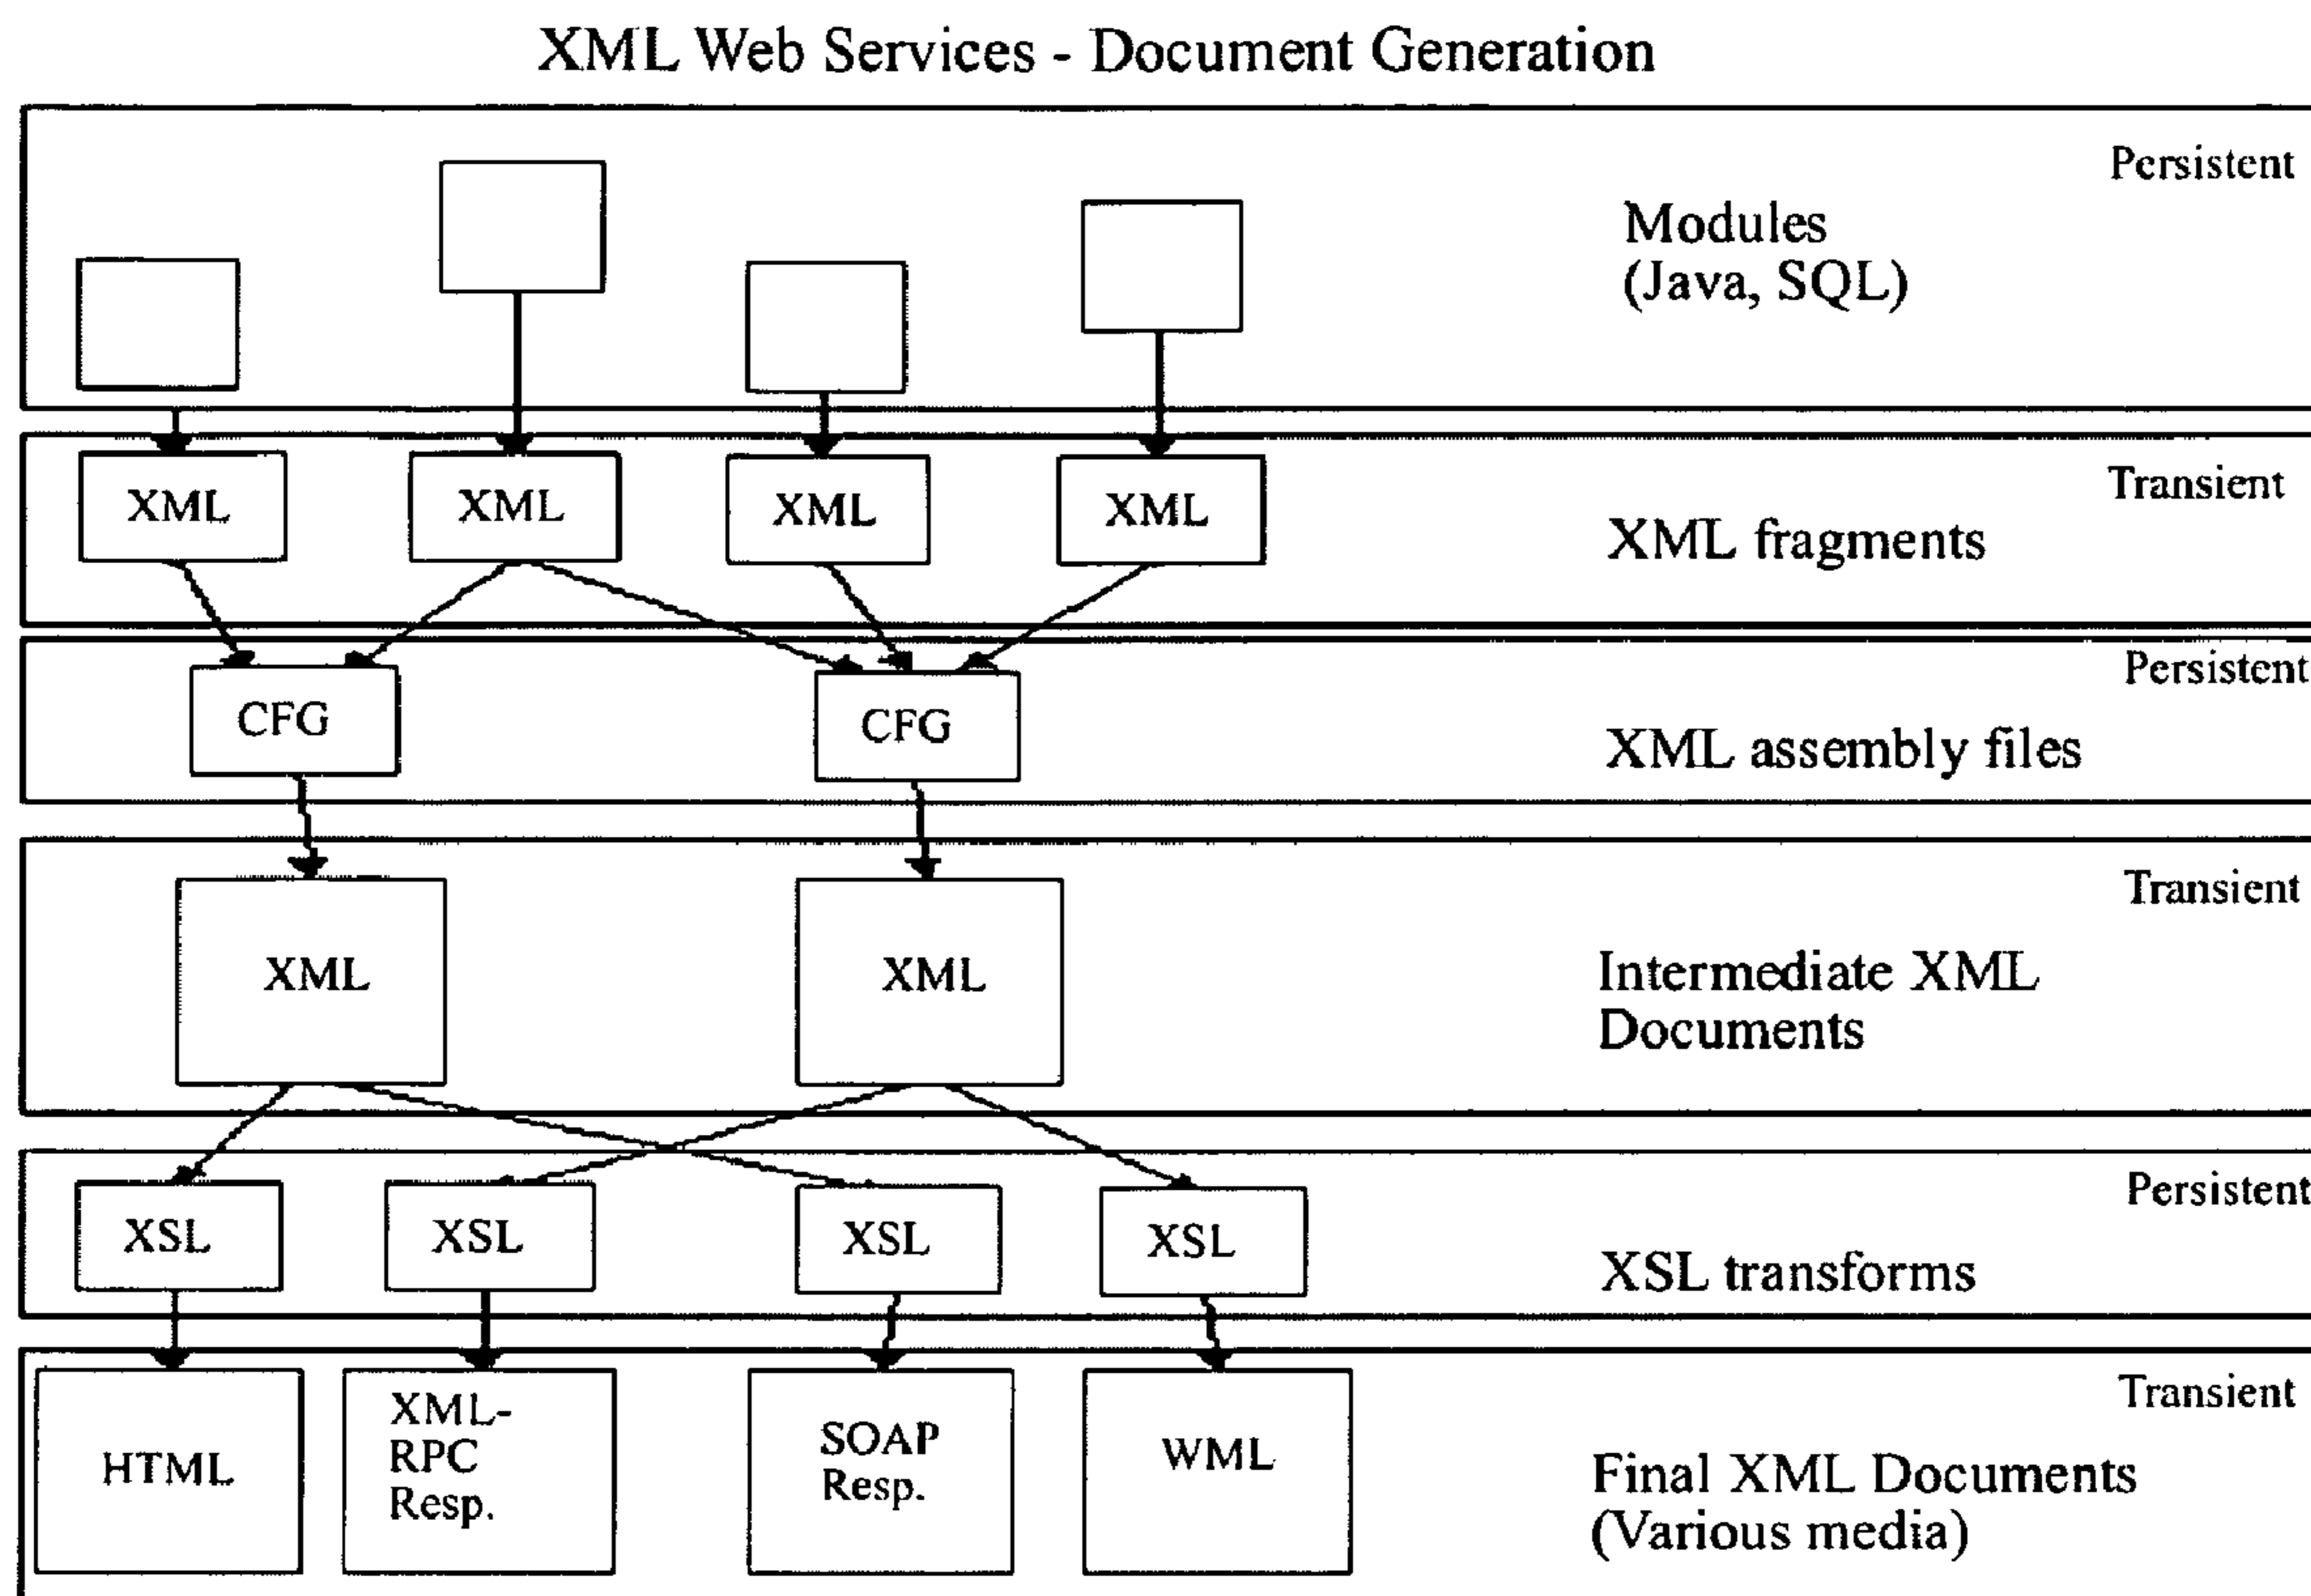 XML Web Services - Document Generation
Persistent
Modules
(Java, SQL)
XML
XML
XML
XML
Transient
XML fragments
CFG
CFG
Persistent
XML assembly files
XML
XML
Transient
Intermediate XML
Documents
XSL
XSL
XSL
XSL
Persistent
XSL transforms
HTML
XML-
RPC
Resp.
SOAP
Resp.
WML
Transient
Final XML Documents
(Various media)